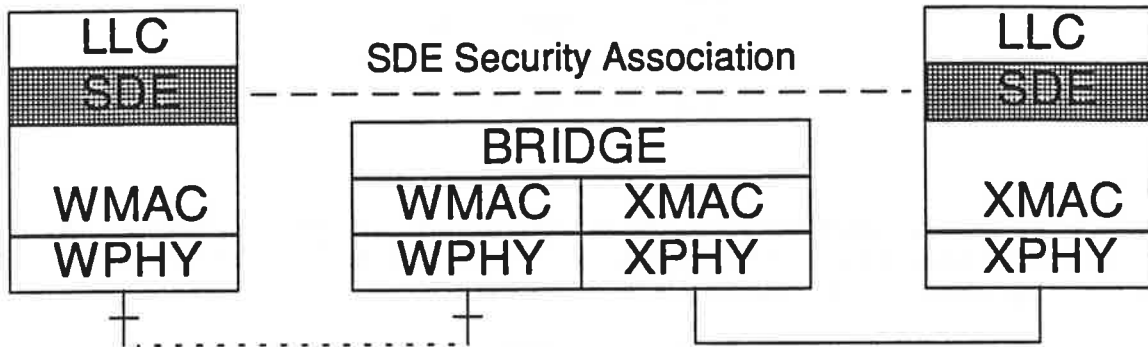 LLC
SDE
WMAC
WPHY
SDE Security Association
BRIDGE
WMAC XMAC
WPHY XPHY
LLC
SDE
XMAC
XPHY